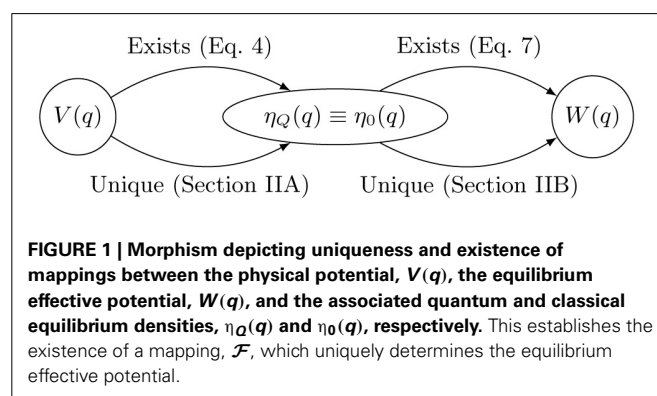 Exists (Eq. 4) Exists (Eq. 7)
V(q) η_Q(q) ≡ η_0(q) W(q)
Unique (Section IIA) Unique (Section IIB)
FIGURE 1 | Morphism depicting uniqueness and existence of
mappings between the physical potential, V(q), the equilibrium
effective potential, W(q), and the associated quantum and classical
equilibrium densities, η_Q(q) and η_0(q), respectively. This establishes the
existence of a mapping, 𝓕, which uniquely determines the equilibrium
effective potential.